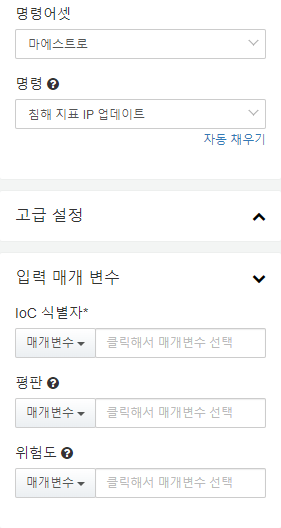 명령어셋
마에스트로
명령
침해 지표 IP 업데이트
자동 채우기
고급 설정
입력 매개 변수
IoC 식별자*
매개변수 클릭해서 매개변수 선택
평판
매개변수 클릭해서 매개변수 선택
위험도
매개변수 클릭해서 매개변수 선택